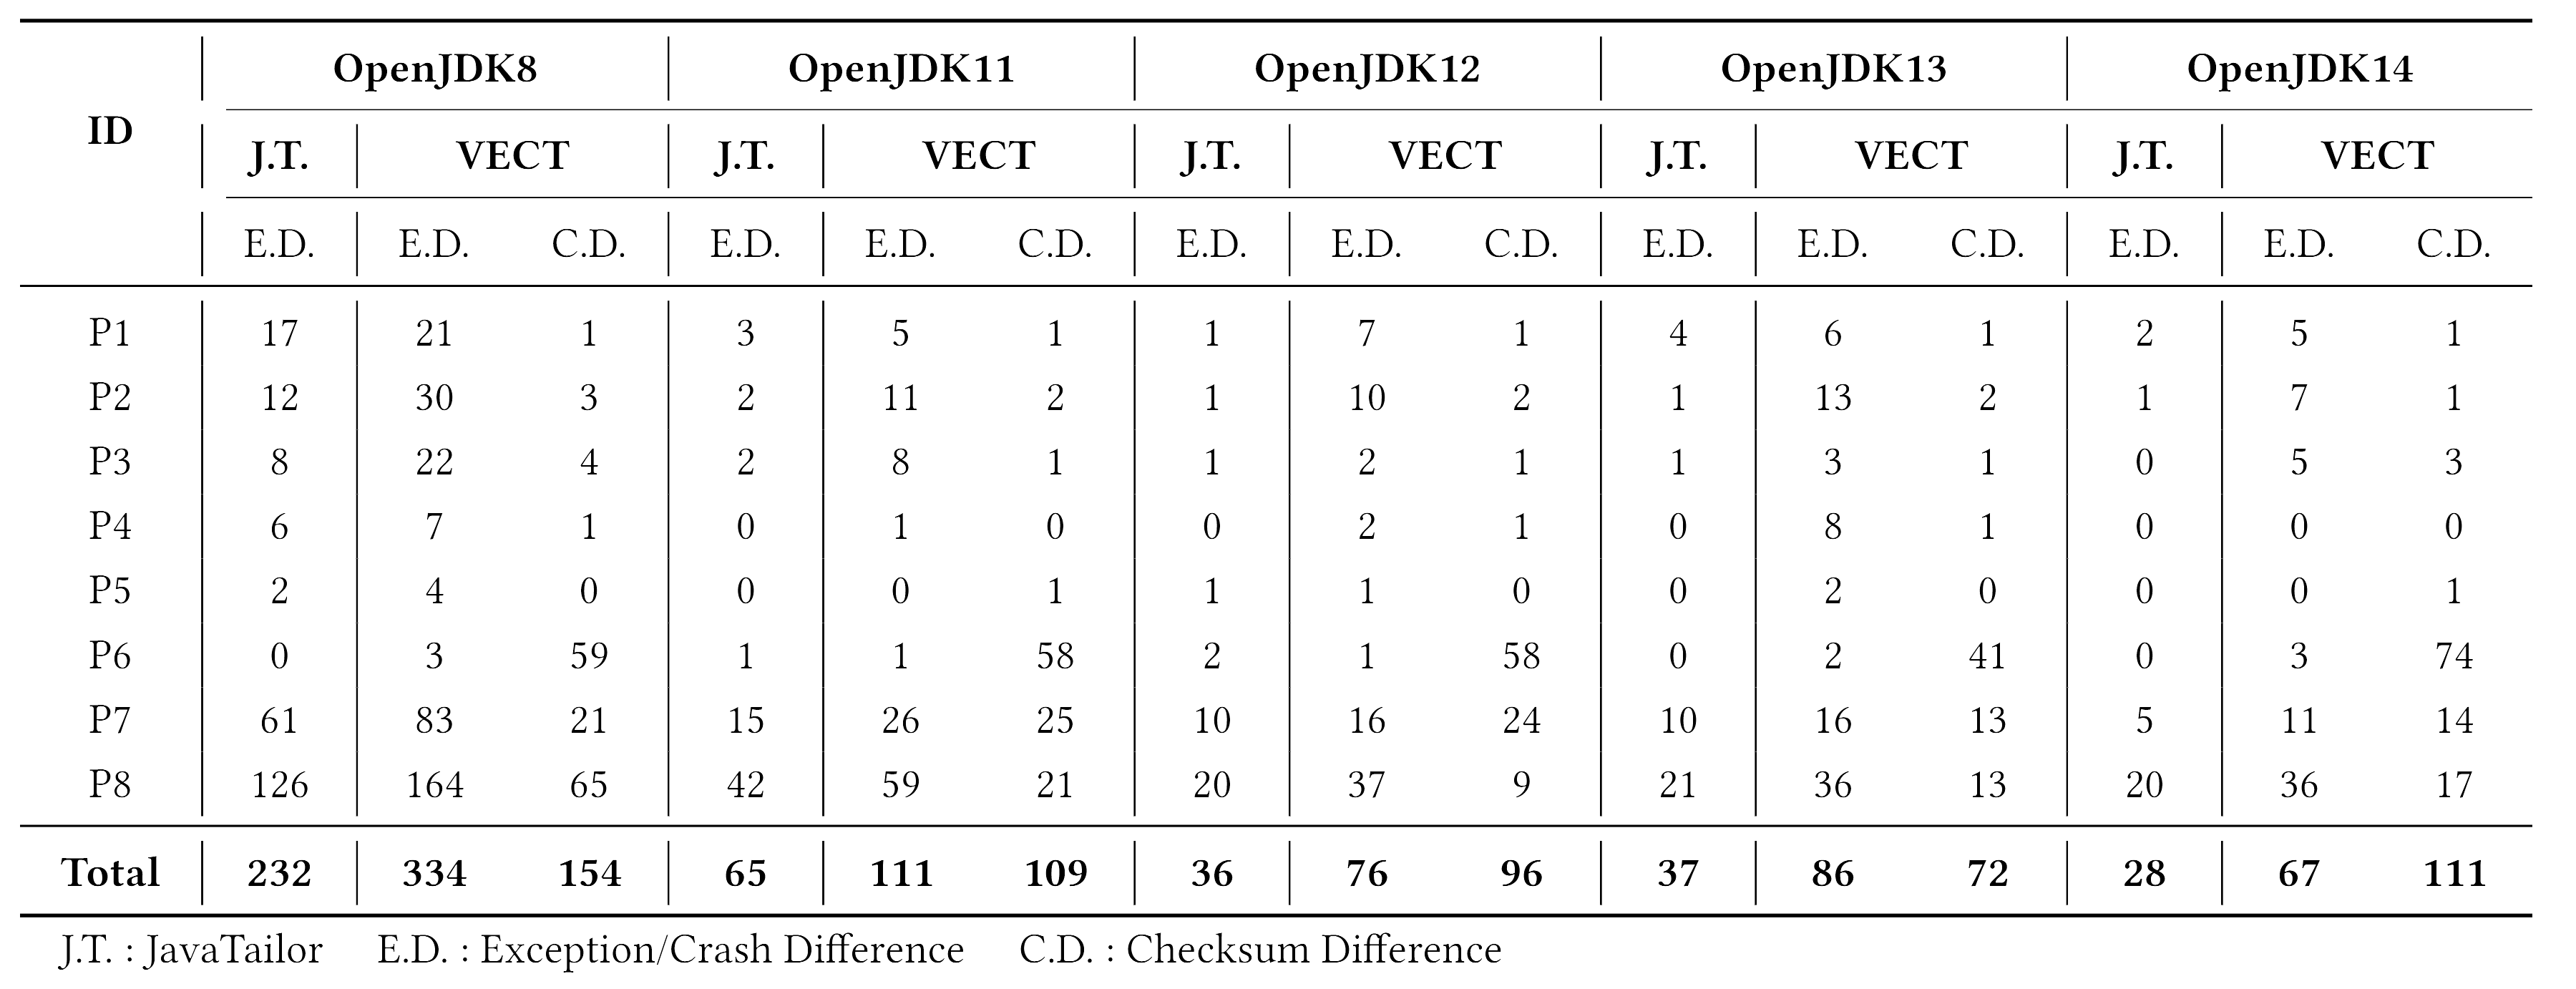 OpenJDK8 OpenJDK11 OpenJDK12 OpenJDK13 OpenJDK14
ID
J.T. VECT J.T. VECT J.T. VECT J.T. VECT J.T. VECT
E.D. E.D. C.D. E.D. E.D. C.D. E.D. E.D. C.D. E.D. E.D. C.D. E.D. E.D. C.D.
P1 17 21 1 3 5 1 1 7 1 4 6 1 2 5 1
P2 12 30 3 2 11 2 1 10 2 1 13 2 1 7 1
P3 8 22 4 2 8 1 1 2 1 1 3 1 0 5 3
P4 6 7 1 0 1 0 0 2 1 0 8 1 0 0 0
P5 2 4 0 0 0 1 1 1 0 0 2 0 0 0 1
P6 0 3 59 1 1 58 2 1 58 0 2 41 0 3 74
P7 61 83 21 15 26 25 10 16 24 10 16 13 5 11 14
P8 126 164 65 42 59 21 20 37 9 21 36 13 20 36 17
Total 232 334 154 65 111 109 36 76 96 37 86 72 28 67 111
J.T. : JavaTailor E.D. : Exception/Crash Difference C.D. : Checksum Difference